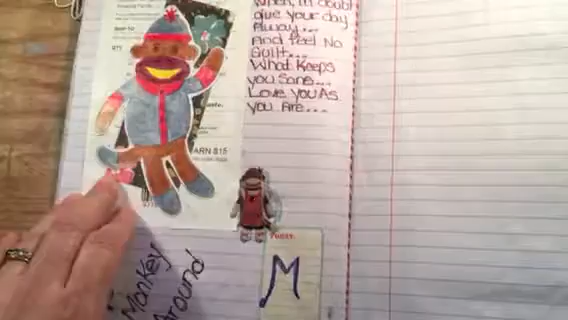 When, in doubt
give your day
Away...
And feel No
Guilt...
What Keeps
you Sane...
Love You As
you Are...
ARN $15
Today.
M
Monkey
Around